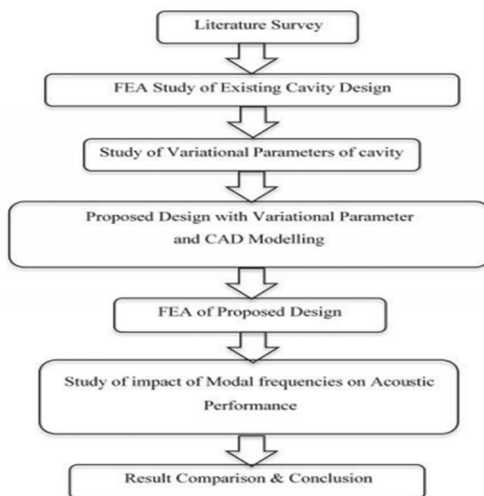 Literature Survey
FEA Study of Existing Cavity Design
Study of Variational Parameters of cavity
Proposed Design with Variational Parameter
and CAD Modelling
FEA of Proposed Design
Study of impact of Modal frequencies on Acoustic
Performance
Result Comparison & Conclusion